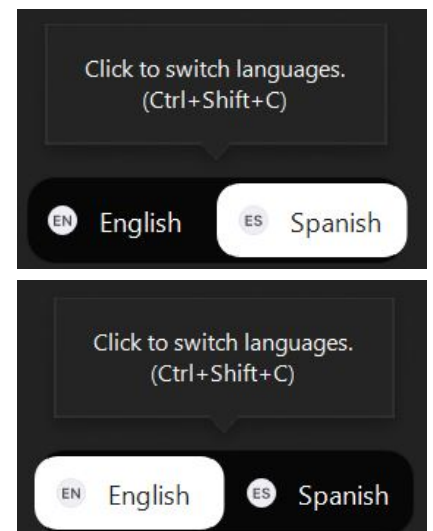 Click to switch languages.
(Ctrl+Shift+C)
EN English ES Spanish
Click to switch languages.
(Ctrl+Shift+C)
EN English ES Spanish